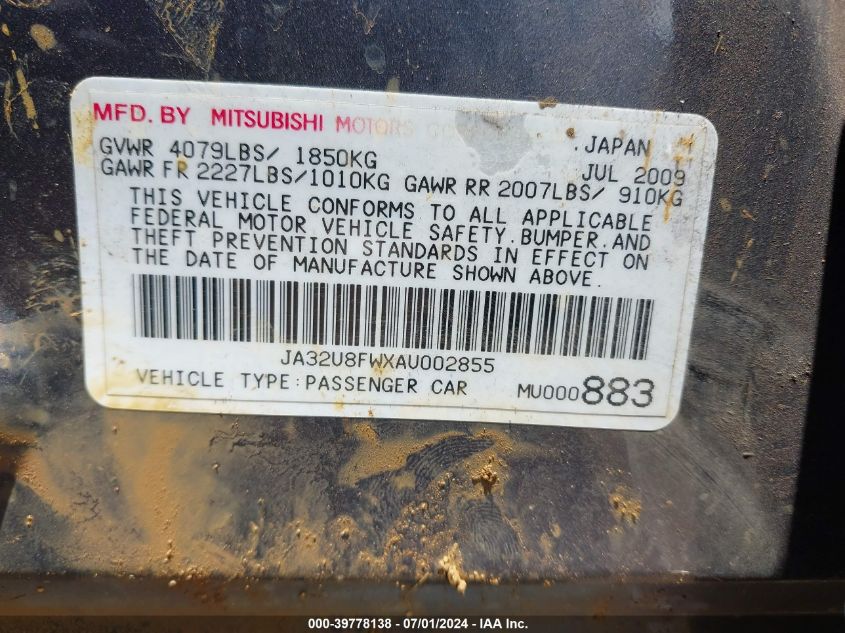 MFD. BY MITSUBISHI MOTORS JAPAN
GVWR 4079LBS/ 1850KG JUL 2009
GAWR FR 2227LBS/1010KG GAWR RR 2007LBS/ 910KG
THIS VEHICLE CONFORMS TO ALL APPLICABLE
FEDERAL MOTOR VEHICLE SAFETY.BUMPER.AND
THEFT PREVENTION STANDARDS IN EFFECT ON
THE DATE OF MANUFACTURE SHOWN ABOVE.
JA32U8FWXAU002855
VEHICLE TYPE:PASSENGER CAR MU000883
000-39778138 - 07/01/2024 - IAA Inc.